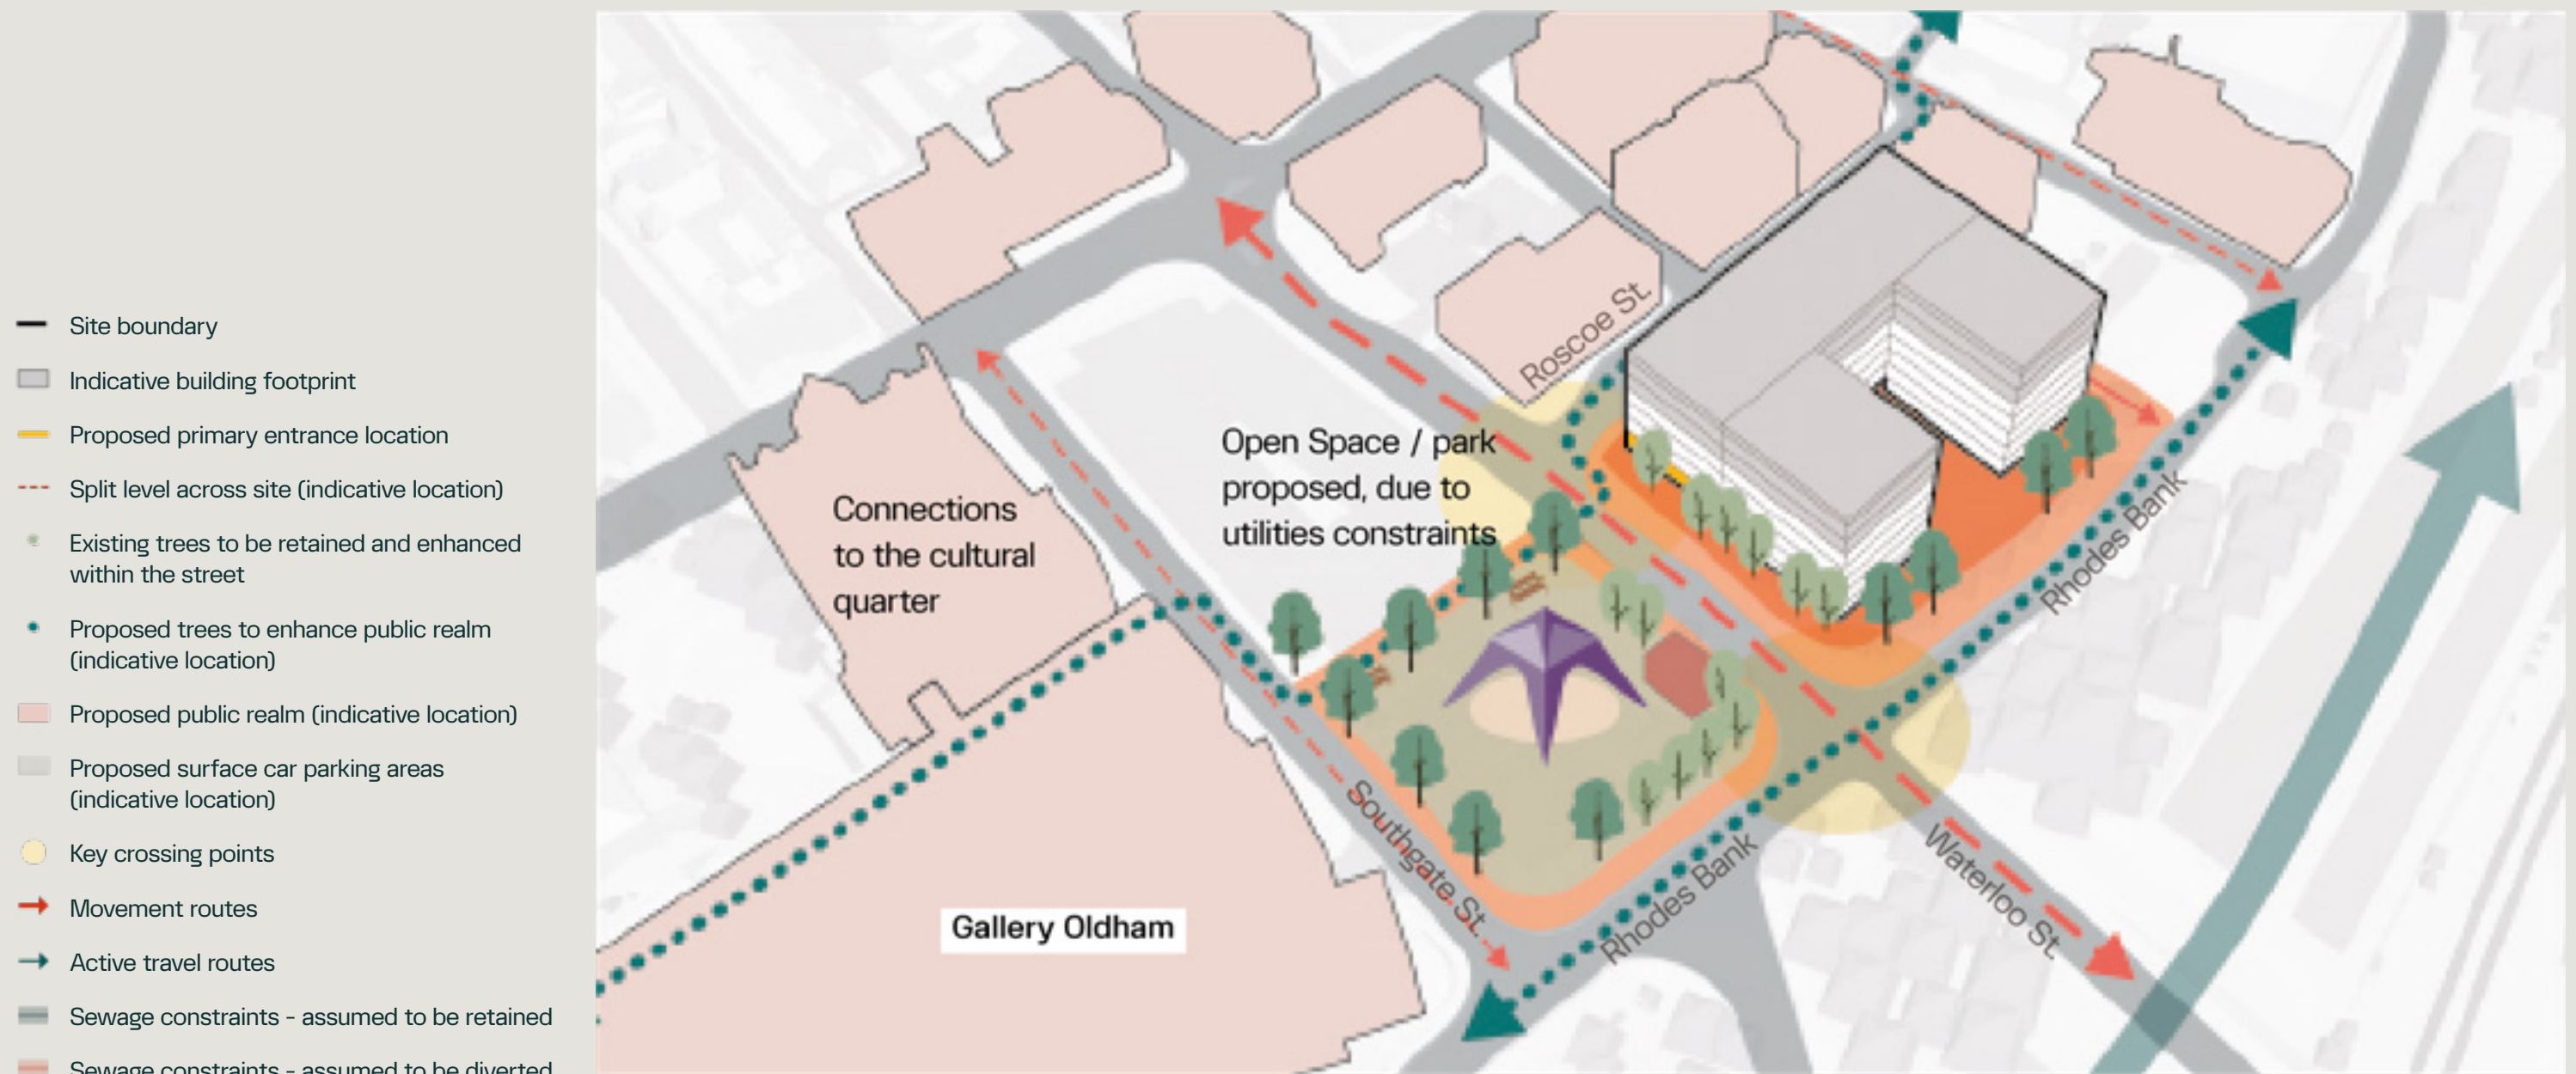 Site boundary
Indicative building footprint
Proposed primary entrance location
Split level across site (indicative location)
Existing trees to be retained and enhanced
within the street
Proposed trees to enhance public realm
(indicative location)
Proposed public realm (indicative location)
Proposed surface car parking areas
(indicative location)
Key crossing points
Movement routes
Active travel routes
Sewage constraints - assumed to be retained
Sewage constraints - assumed to be diverted
Roscoe St.
Open Space / park
proposed, due to
utilities constraints
Connections
to the cultural
quarter
Rhodes Bank
Southgate St.
Rhodes Bank
Waterloo St.
Gallery Oldham